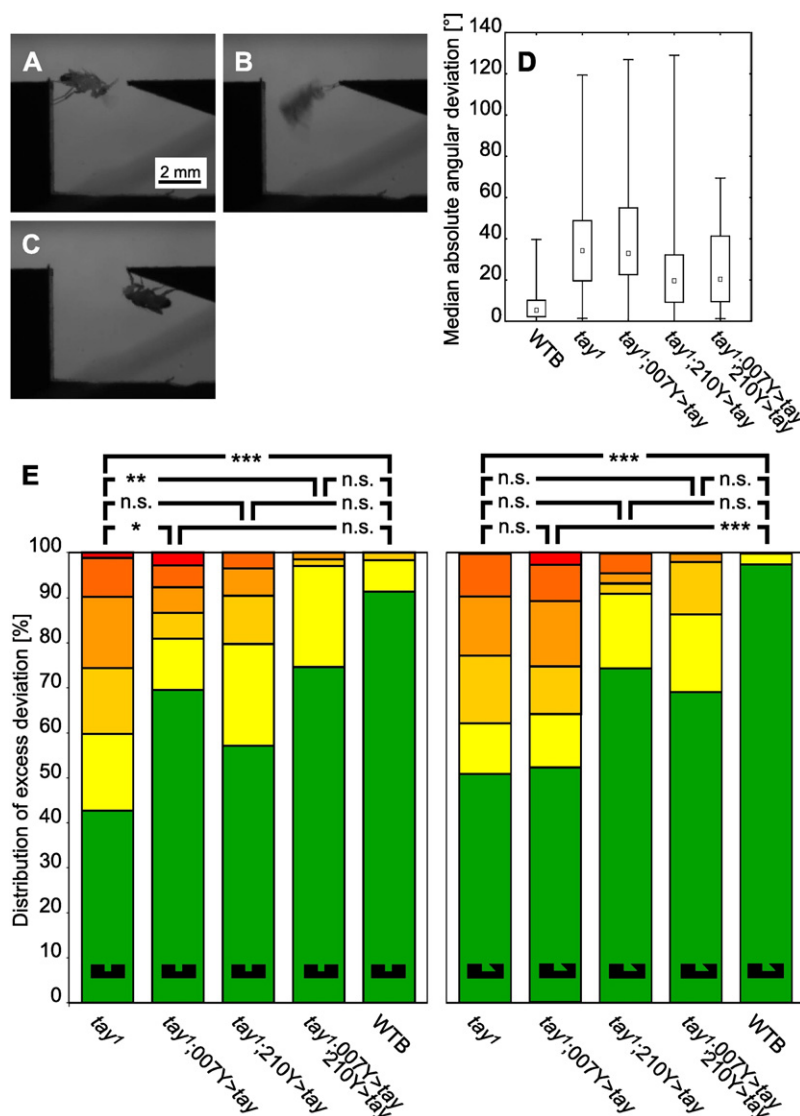 A
B
2 mm
C
D
Median absolute angular deviation [°]
140
120
100
80
60
40
20
0
WTB
tay¹
tay¹;007Y>tay
tay¹;210Y>tay
tay¹;007Y>tay
;210Y>tay
E
***
** n.s.
n.s. n.s.
* n.s.
***
n.s. n.s.
n.s. n.s.
n.s. ***
Distribution of excess deviation [%]
100
90
80
70
60
50
40
30
20
10
0
tay¹
tay¹;007Y>tay
tay¹;210Y>tay
tay¹;007Y>tay
;210Y>tay
WTB
tay¹
tay¹;007Y>tay
tay¹;210Y>tay
tay¹;007Y>tay
;210Y>tay
WTB